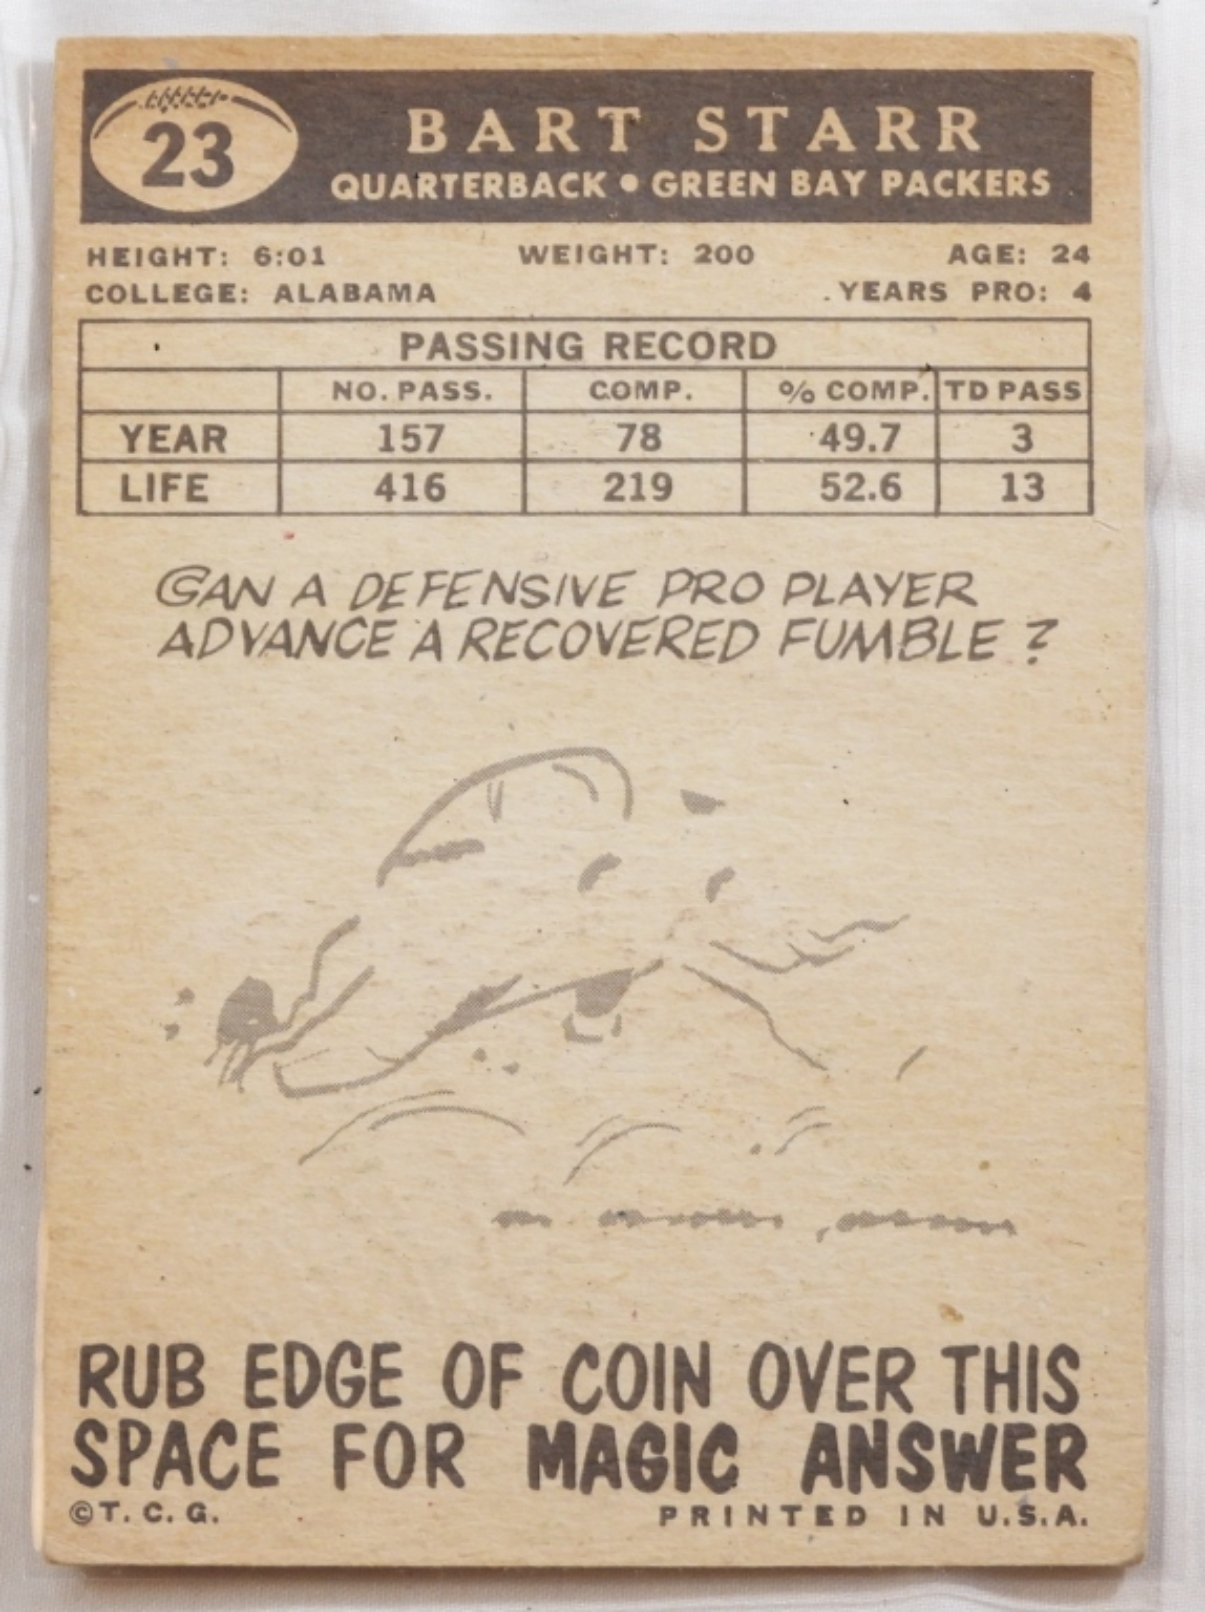 23
BART STARR
QUARTERBACK • GREEN BAY PACKERS
HEIGHT: 6:01 WEIGHT: 200 AGE: 24
COLLEGE: ALABAMA YEARS PRO: 4
PASSING RECORD
NO. PASS. COMP. % COMP. TD PASS
YEAR 157 78 49.7 3
LIFE 416 219 52.6 13
CAN A DEFENSIVE PRO PLAYER
ADVANCE A RECOVERED FUMBLE?
RUB EDGE OF COIN OVER THIS
SPACE FOR MAGIC ANSWER
©T. C. G. PRINTED IN U.S.A.